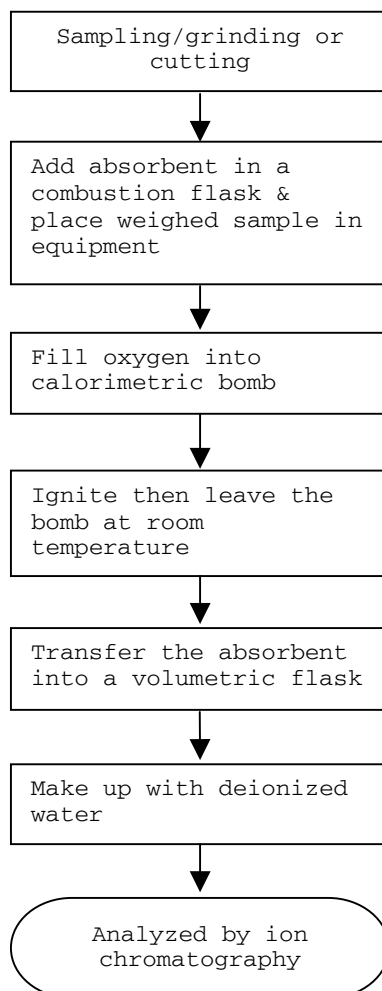 Sampling/grinding or
cutting
Add absorbent in a
combustion flask &
place weighed sample in
equipment
Fill oxygen into
calorimetric bomb
Ignite then leave the
bomb at room
temperature
Transfer the absorbent
into a volumetric flask
Make up with deionized
water
Analyzed by ion
chromatography